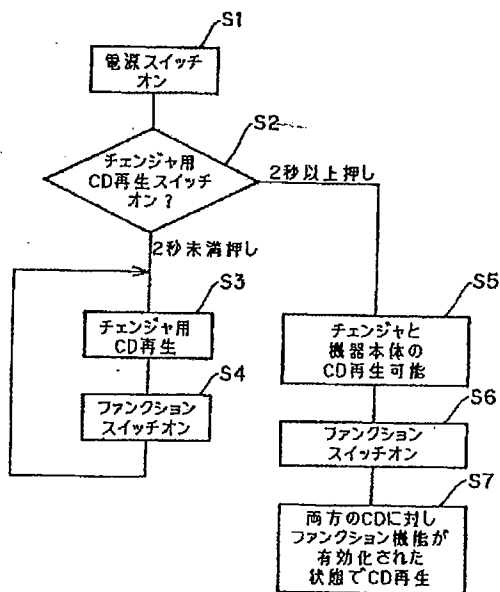 S1
電源スイッチ
オン
S2
チェンジャ用
CD再生スイッチ
オン?
2秒以上押し
2秒未満押し
S3
チェンジャ用
CD再生
S4
ファンクション
スイッチオン
S5
チェンジャと
機器本体の
CD再生可能
S6
ファンクション
スイッチオン
S7
両方のCDに対し
ファンクション機能が
有効化された
状態でCD再生